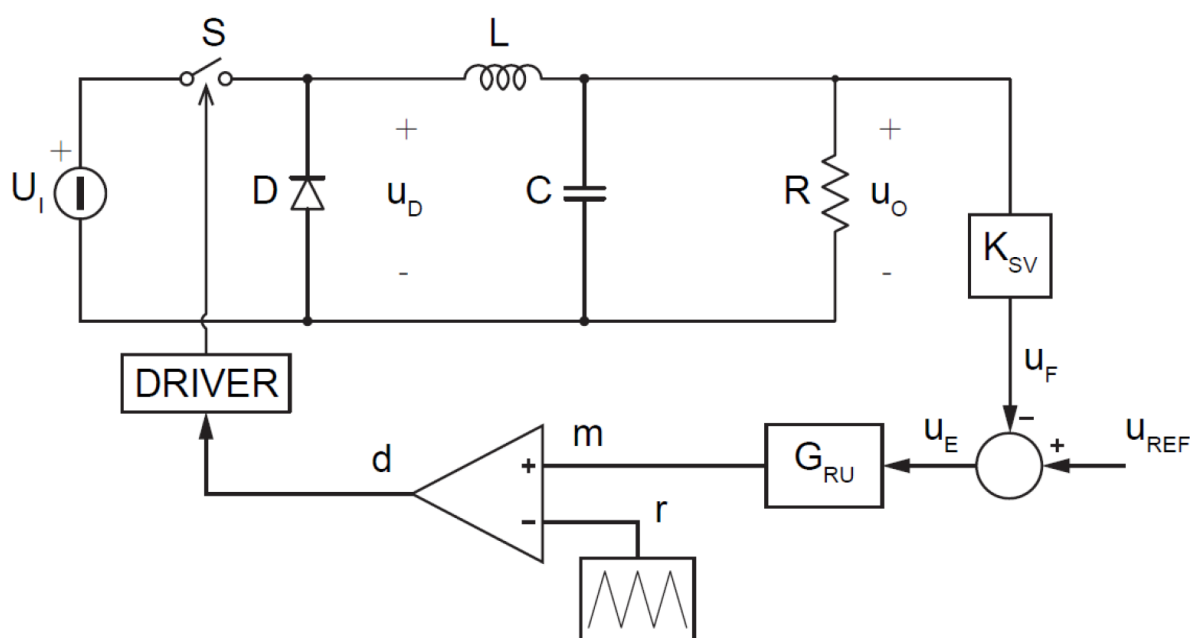 S
L
+
+
+
U_I
D
u_D
C
R
u_O
K_SV
-
-
DRIVER
u_F
-
d
m
G_RU
u_E
+
u_REF
+
-
r